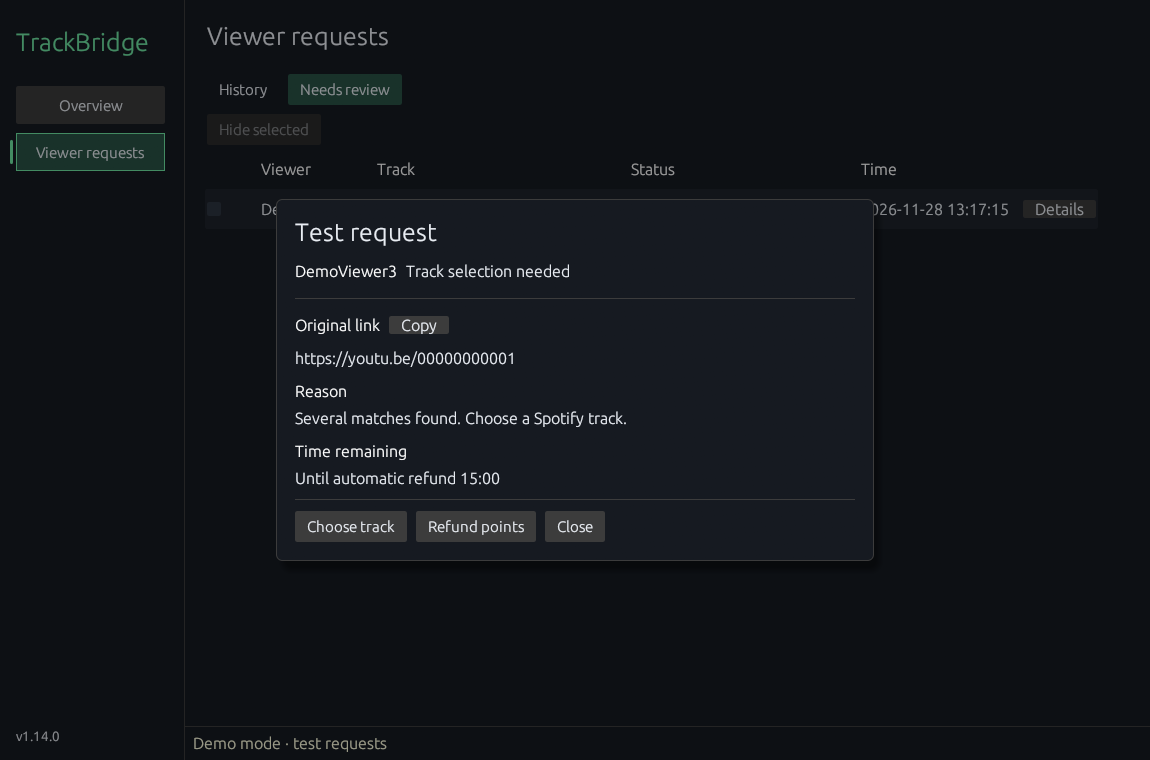 TrackBridge
Overview
Viewer requests
v1.14.0
Viewer requests
History Needs review
Hide selected
Viewer Track Status Time
13:17:15 Details
Test request
DemoViewer3 Track selection needed
Original link Copy
https://youtu.be/00000000001
Reason
Several matches found. Choose a Spotify track.
Time remaining
Until automatic refund 15:00
Choose track Refund points Close
Demo mode · test requests